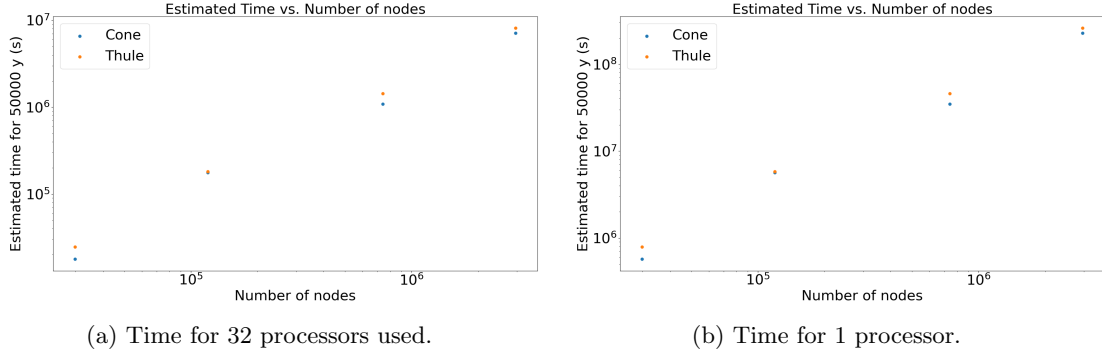 Estimated Time vs. Number of nodes
10^7
Cone
Thule
10^6
10^5
Estimated time for 50000 y (s)
10^5 10^6
Number of nodes
(a) Time for 32 processors used.
Estimated Time vs. Number of nodes
Cone
Thule
10^8
10^7
10^6
Estimated time for 50000 y (s)
10^5 10^6
Number of nodes
(b) Time for 1 processor.